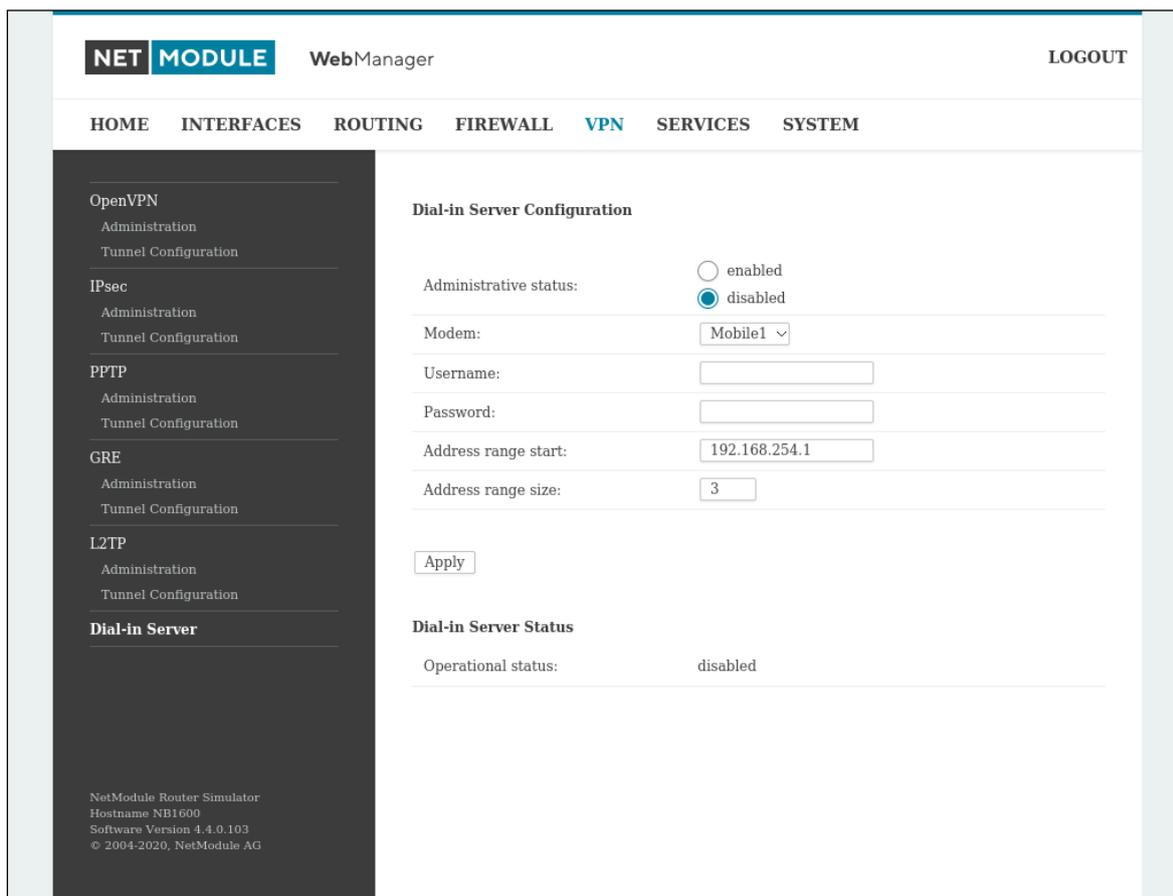 NET MODULE WebManager LOGOUT
HOME INTERFACES ROUTING FIREWALL VPN SERVICES SYSTEM
OpenVPN
Administration
Tunnel Configuration
IPsec
Administration
Tunnel Configuration
PPTP
Administration
Tunnel Configuration
GRE
Administration
Tunnel Configuration
L2TP
Administration
Tunnel Configuration
Dial-in Server
NetModule Router Simulator
Hostname NB1600
Software Version 4.4.0.103
© 2004-2020, NetModule AG
Dial-in Server Configuration
Administrative status:
enabled
disabled
Modem: Mobile1
Username:
Password:
Address range start: 192.168.254.1
Address range size: 3
Apply
Dial-in Server Status
Operational status: disabled